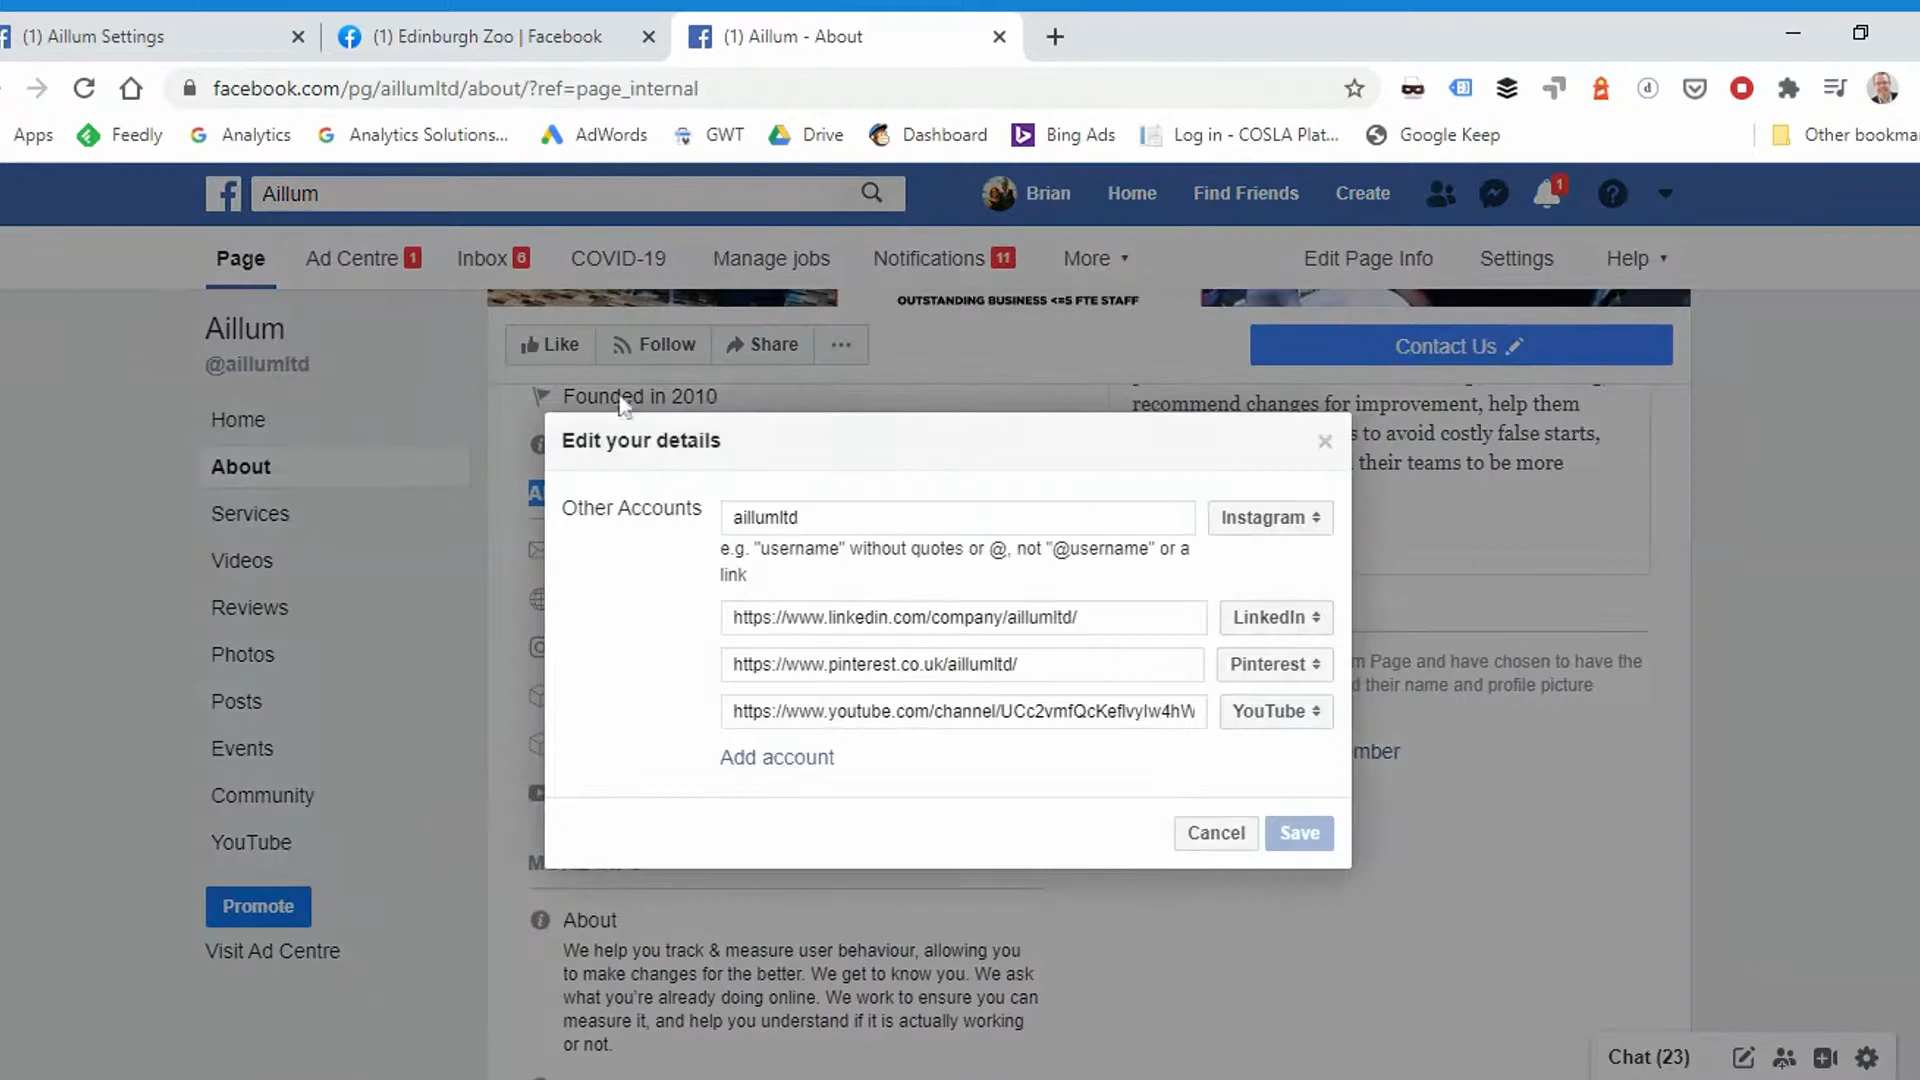 (1) Aillum Settings
(1) Edinburgh Zoo | Facebook
(1) Aillum - About
facebook.com/pg/aillumltd/about/?ref=page_internal
Apps Feedly Analytics Analytics Solutions... AdWords GWT Drive Dashboard Bing Ads Log in - COSLA Plat... Google Keep
Aillum
Brian Home Find Friends Create 1
Page Ad Centre 1 Inbox 6 COVID-19 Manage jobs Notifications 11 More Edit Page Info Settings Help
OUTSTANDING BUSINESS <=5 FTE STAFF
Aillum
@aillumltd
Home
About
Services
Videos
Reviews
Photos
Posts
Events
Community
YouTube
Promote
Visit Ad Centre
Like Follow Share
Contact Us
Founded in 2010
recommend changes for improvement, help them
s to avoid costly false starts,
their teams to be more
Edit your details
Other Accounts
aillumltd Instagram
e.g. "username" without quotes or @, not "@username" or a
link
https://www.linkedin.com/company/aillumltd/ LinkedIn
https://www.pinterest.co.uk/aillumltd/ Pinterest
https://www.youtube.com/channel/UCc2vmfQcKeflvylw4hW YouTube
Add account
Cancel Save
m Page and have chosen to have the
d their name and profile picture
mber
About
We help you track & measure user behaviour, allowing you
to make changes for the better. We get to know you. We ask
what you're already doing online. We work to ensure you can
measure it, and help you understand if it is actually working
or not.
Chat (23)